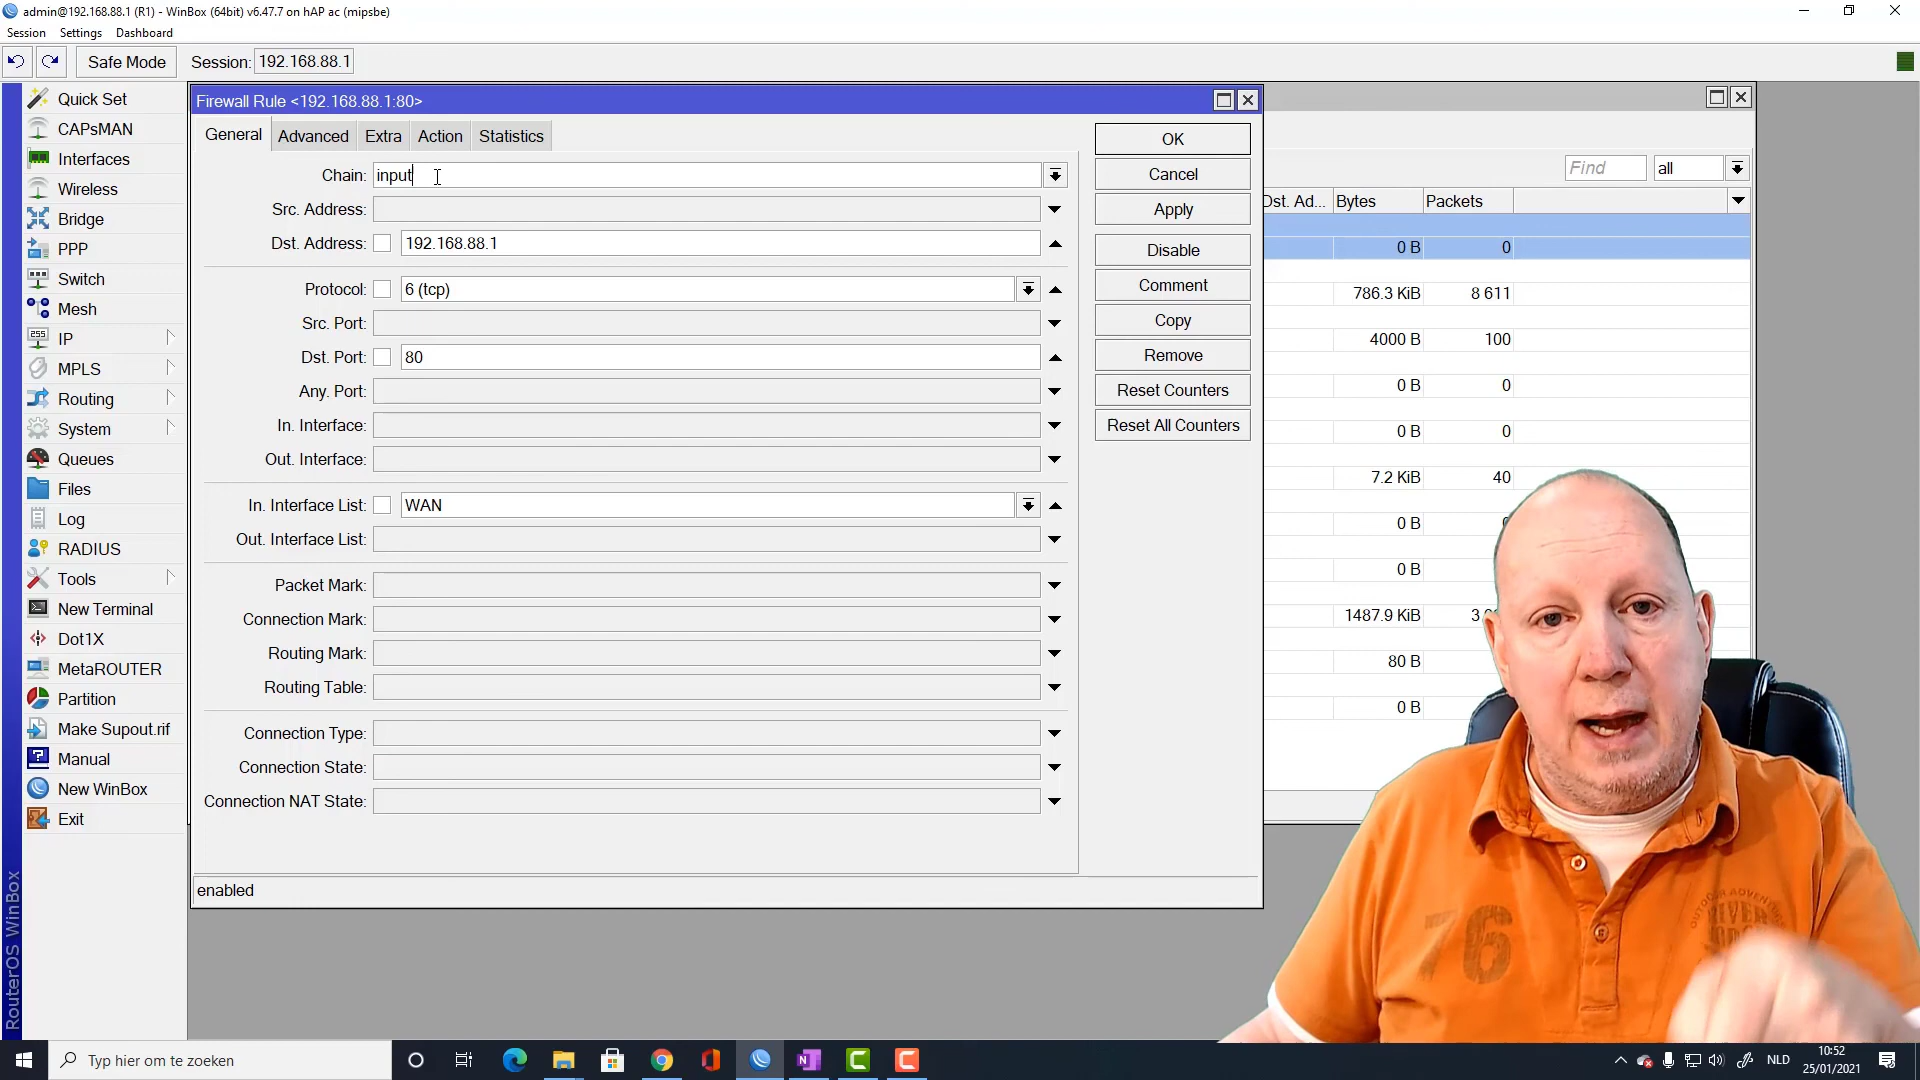 admin@192.168.88.1 (R1) - WinBox (64bit) v6.47.7 on hAP ac (mipsbe)
Session Settings Dashboard
Safe Mode Session: 192.168.88.1
Quick Set
CAPsMAN
Interfaces
Wireless
Bridge
PPP
Switch
Mesh
IP
MPLS
Routing
System
Queues
Files
Log
RADIUS
Tools
New Terminal
Dot1X
MetaROUTER
Partition
Make Supout.rif
Manual
New WinBox
Exit
RouterOS WinBox
Firewall Rule <192.168.88.1:80>
General Advanced Extra Action Statistics
Chain: input
Src. Address:
Dst. Address: 192.168.88.1
Protocol: 6 (tcp)
Src. Port:
Dst. Port: 80
Any. Port:
In. Interface:
Out. Interface:
In. Interface List: WAN
Out. Interface List:
Packet Mark:
Connection Mark:
Routing Mark:
Routing Table:
Connection Type:
Connection State:
Connection NAT State:
enabled
OK
Cancel
Apply
Disable
Comment
Copy
Remove
Reset Counters
Reset All Counters
Find all
Dst. Ad... Bytes Packets
0 B 0
786.3 KiB 8 611
4000 B 100
0 B 0
0 B 0
7.2 KiB 40
0 B
0 B
1487.9 KiB
80 B
0 B
OUTDOOR ADVENTURE
RIVER
76
Typ hier om te zoeken
NLD
10:52
25/01/2021